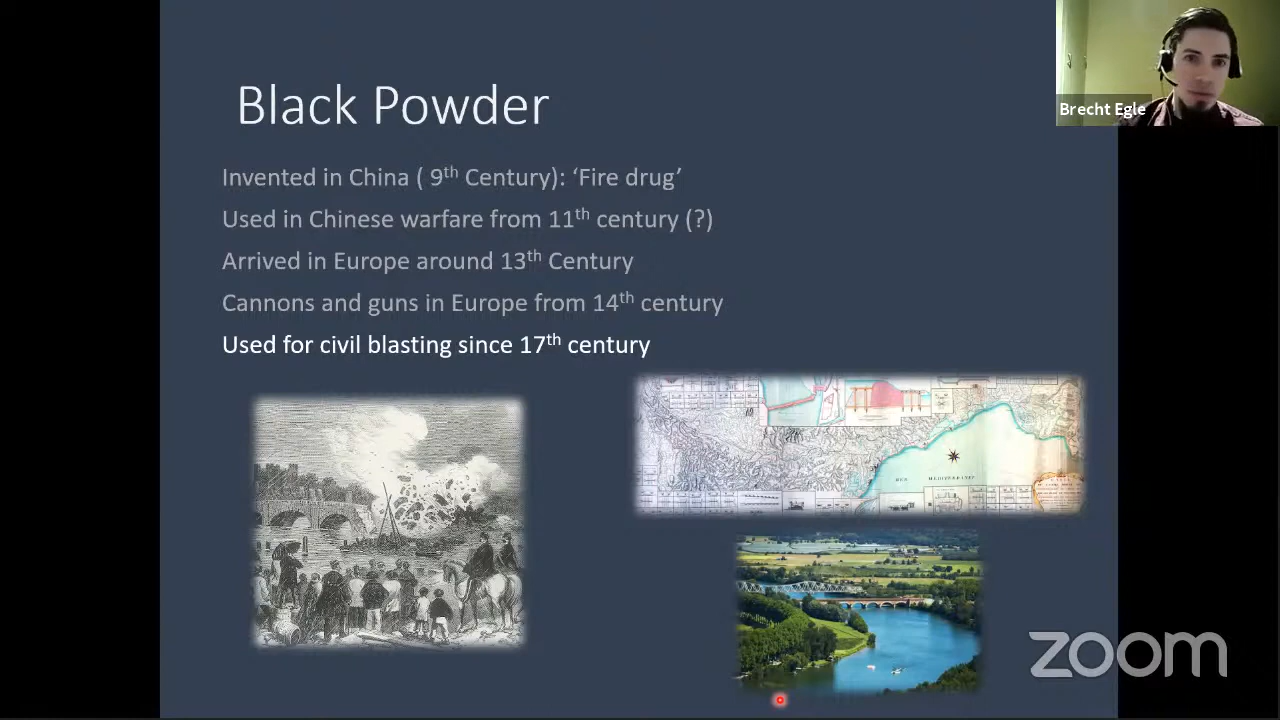 Black Powder
Brecht Egle
Invented in China ( 9th Century): ‘Fire drug’
Used in Chinese warfare from 11th century (?)
Arrived in Europe around 13th Century
Cannons and guns in Europe from 14th century
Used for civil blasting since 17th century
zoom